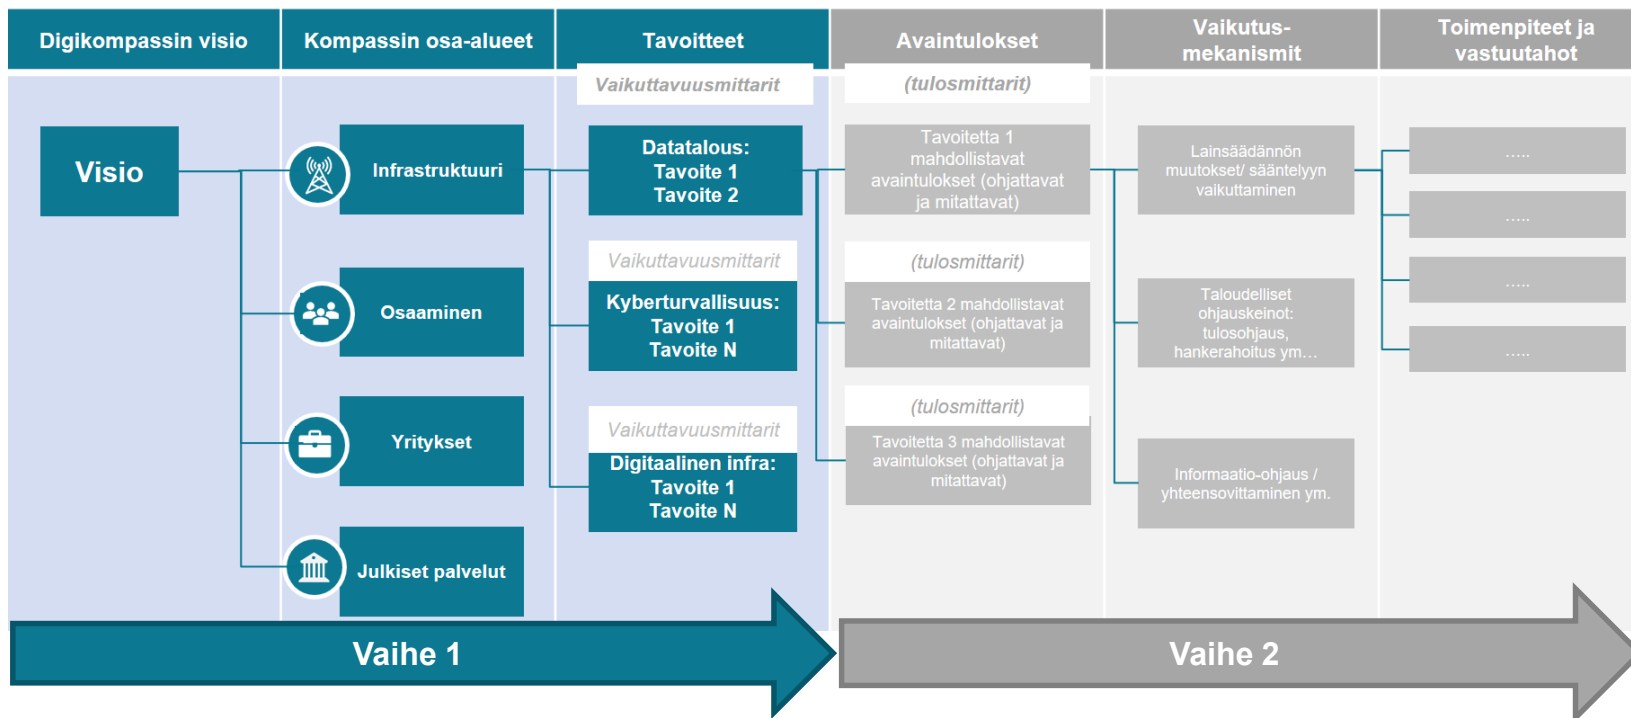 Digikompassin visio
Kompassin osa-alueet
Tavoitteet
Avaintulokset
Vaikutus-
mekanismit
Toimenpiteet ja
vastuutahot
Visio
Infrastruktuuri
Osaaminen
Yritykset
Julkiset palvelut
Vaikuttavuusmittarit
Datatalous:
Tavoite 1
Tavoite 2
Vaikuttavuusmittarit
Kyberturvallisuus:
Tavoite 1
Tavoite N
Vaikuttavuusmittarit
Digitaalinen infra:
Tavoite 1
Tavoite N
(tulosmittarit)
Tavoitetta 1
mahdollistavat
avaintulokset (ohjattavat
ja mitattavat)
(tulosmittarit)
Tavoitetta 2 mahdollistavat
avaintulokset (ohjattavat ja
mitattavat)
(tulosmittarit)
Tavoitetta 3 mahdollistavat
avaintulokset (ohjattavat ja
mitattavat)
Lainsäädännön
muutokset/ sääntelyyn
vaikuttaminen
Taloudelliset
ohjauskeinot:
tulosohjaus,
hankerahoitus ym…
Informaatio-ohjaus /
yhteensovittaminen ym.
…..
…..
…..
…..
Vaihe 1
Vaihe 2